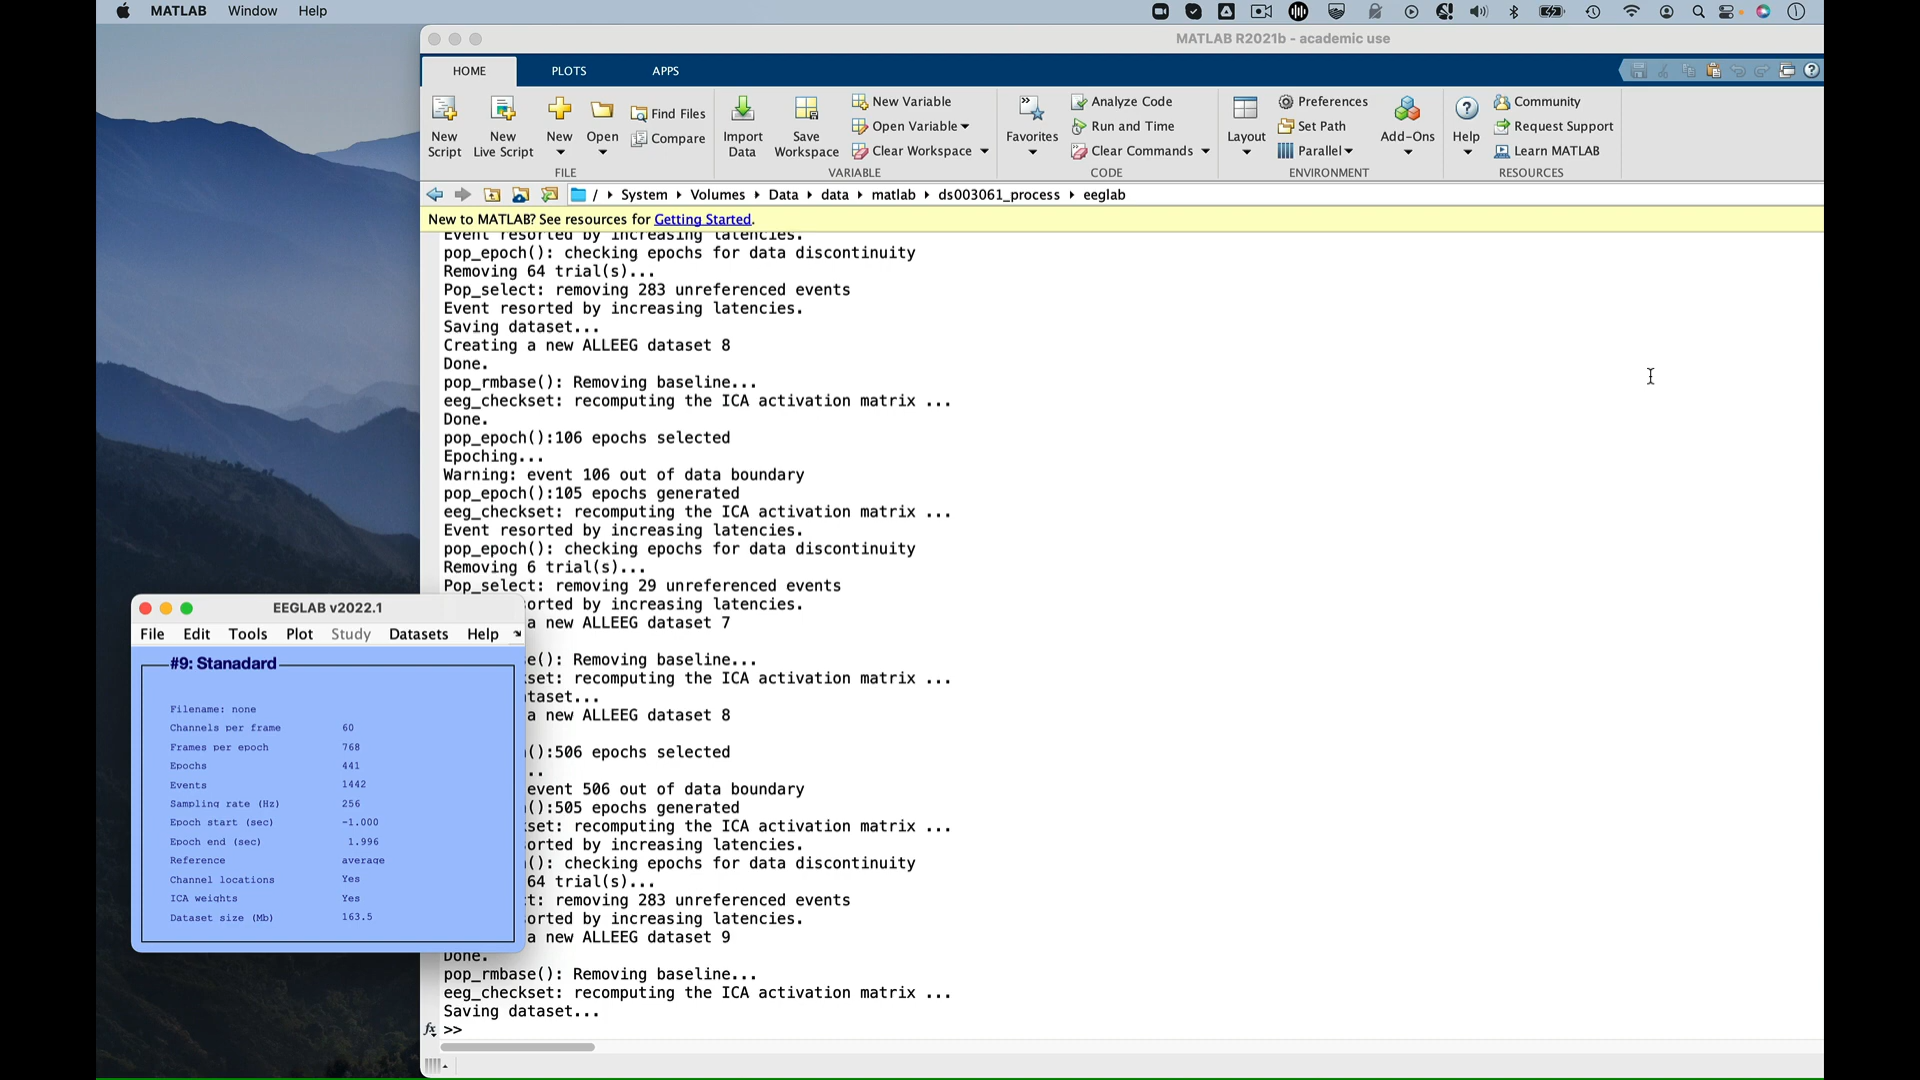 MATLAB Window Help
MATLAB R2021b - academic use
HOME PLOTS APPS
New Script
New Live Script
New
Open
Find Files
Compare
Import Data
Save Workspace
New Variable
Open Variable
Clear Workspace
Favorites
Analyze Code
Run and Time
Clear Commands
Layout
Preferences
Set Path
Parallel
Add-Ons
Help
Community
Request Support
Learn MATLAB
FILE VARIABLE CODE ENVIRONMENT RESOURCES
/ System Volumes Data data matlab ds003061_process eeglab
New to MATLAB? See resources for Getting Started.
Event resorted by increasing latencies.
pop_epoch(): checking epochs for data discontinuity
Removing 64 trial(s)...
Pop_select: removing 283 unreferenced events
Event resorted by increasing latencies.
Saving dataset...
Creating a new ALLEEG dataset 8
Done.
pop_rmbase(): Removing baseline...
eeg_checkset: recomputing the ICA activation matrix ...
Done.
pop_epoch():106 epochs selected
Epoching...
Warning: event 106 out of data boundary
pop_epoch():105 epochs generated
eeg_checkset: recomputing the ICA activation matrix ...
Event resorted by increasing latencies.
pop_epoch(): checking epochs for data discontinuity
Removing 6 trial(s)...
Pop_select: removing 29 unreferenced events
orted by increasing latencies.
a new ALLEEG dataset 7
e(): Removing baseline...
set: recomputing the ICA activation matrix ...
taset...
a new ALLEEG dataset 8
():506 epochs selected
..
event 506 out of data boundary
():505 epochs generated
set: recomputing the ICA activation matrix ...
orted by increasing latencies.
(): checking epochs for data discontinuity
64 trial(s)...
t: removing 283 unreferenced events
orted by increasing latencies.
a new ALLEEG dataset 9
Done.
pop_rmbase(): Removing baseline...
eeg_checkset: recomputing the ICA activation matrix ...
Saving dataset...
fx >>
EEGLAB v2022.1
File Edit Tools Plot Study Datasets Help
#9: Stanadard
Filename: none
Channels per frame 60
Frames per epoch 768
Epochs 441
Events 1442
Sampling rate (Hz) 256
Epoch start (sec) -1.000
Epoch end (sec) 1.996
Reference average
Channel locations Yes
ICA weights Yes
Dataset size (Mb) 163.5